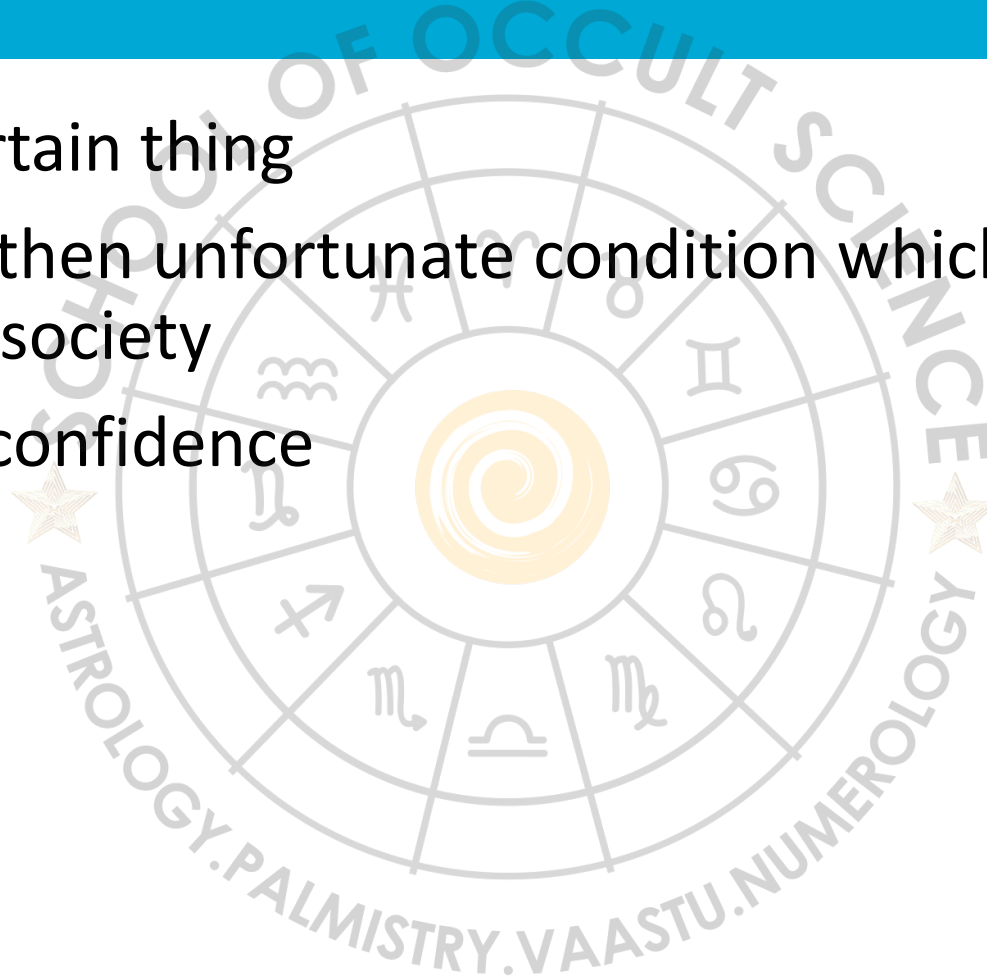 SCHOOL OF OCCULT SCIENCE
rtain thing
then unfortunate condition which
society
confidence
ASTROLOGY.PALMISTRY.VAASTU.NUMEROLOGY